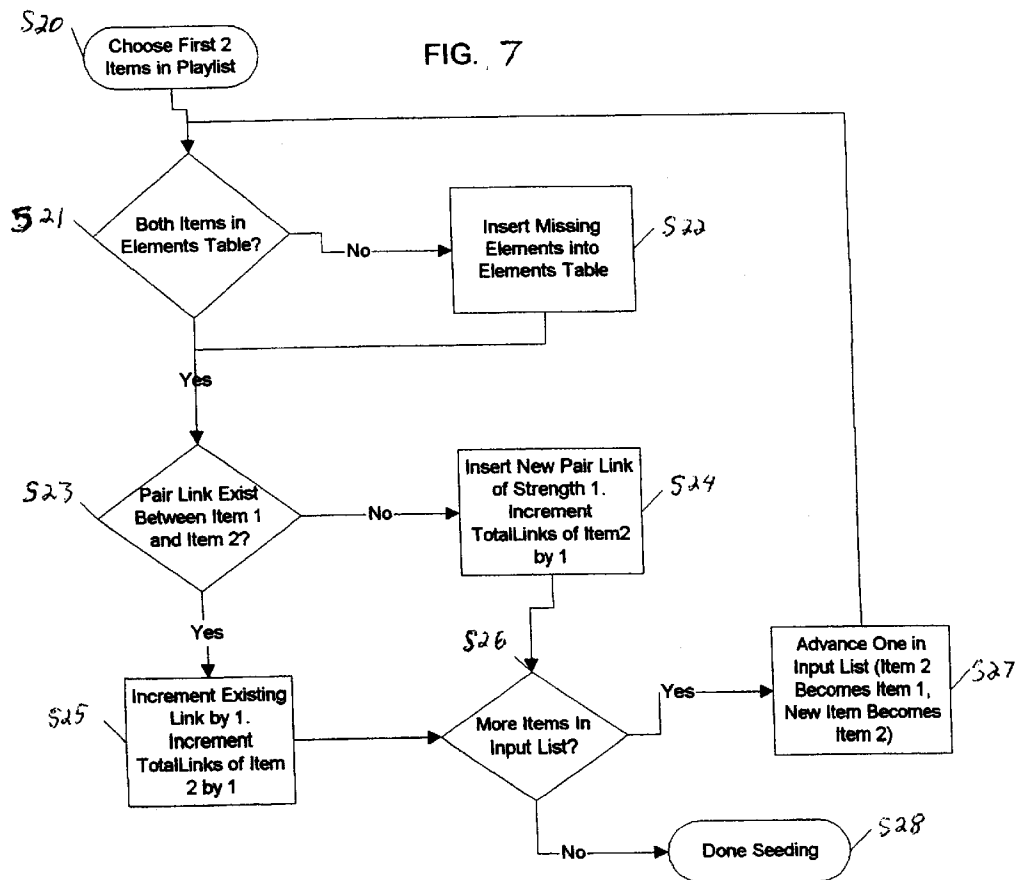 S20
Choose First 2
Items in Playlist
FIG. 7
S21
Both Items in
Elements Table?
No
Insert Missing
Elements into
Elements Table
S22
Yes
S23
Pair Link Exist
Between Item 1
and Item 2?
No
Insert New Pair Link
of Strength 1.
Increment
TotalLinks of Item2
by 1
S24
Yes
S25
Increment Existing
Link by 1.
Increment
TotalLinks of Item
2 by 1
S26
More Items In
Input List?
Yes
Advance One in
Input List (Item 2
Becomes Item 1,
New Item Becomes
Item 2)
S27
No
Done Seeding
S28